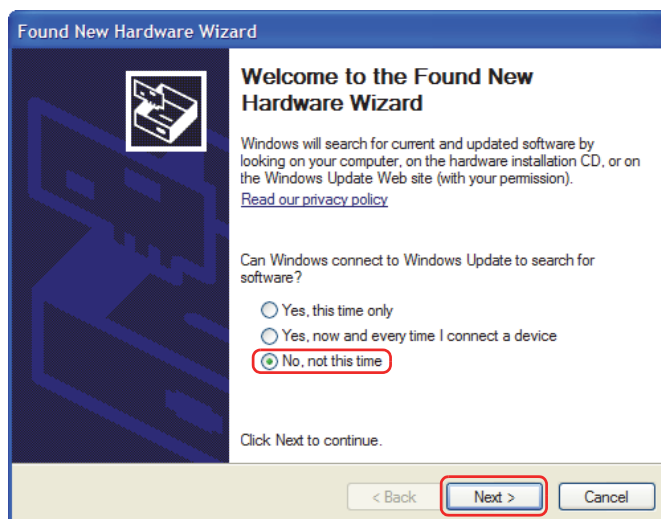 Found New Hardware Wizard
Welcome to the Found New
Hardware Wizard
Windows will search for current and updated software by
looking on your computer, on the hardware installation CD, or on
the Windows Update Web site (with your permission).
Read our privacy policy
Can Windows connect to Windows Update to search for
software?
Yes, this time only
Yes, now and every time I connect a device
No, not this time
Click Next to continue.
< Back
Next >
Cancel